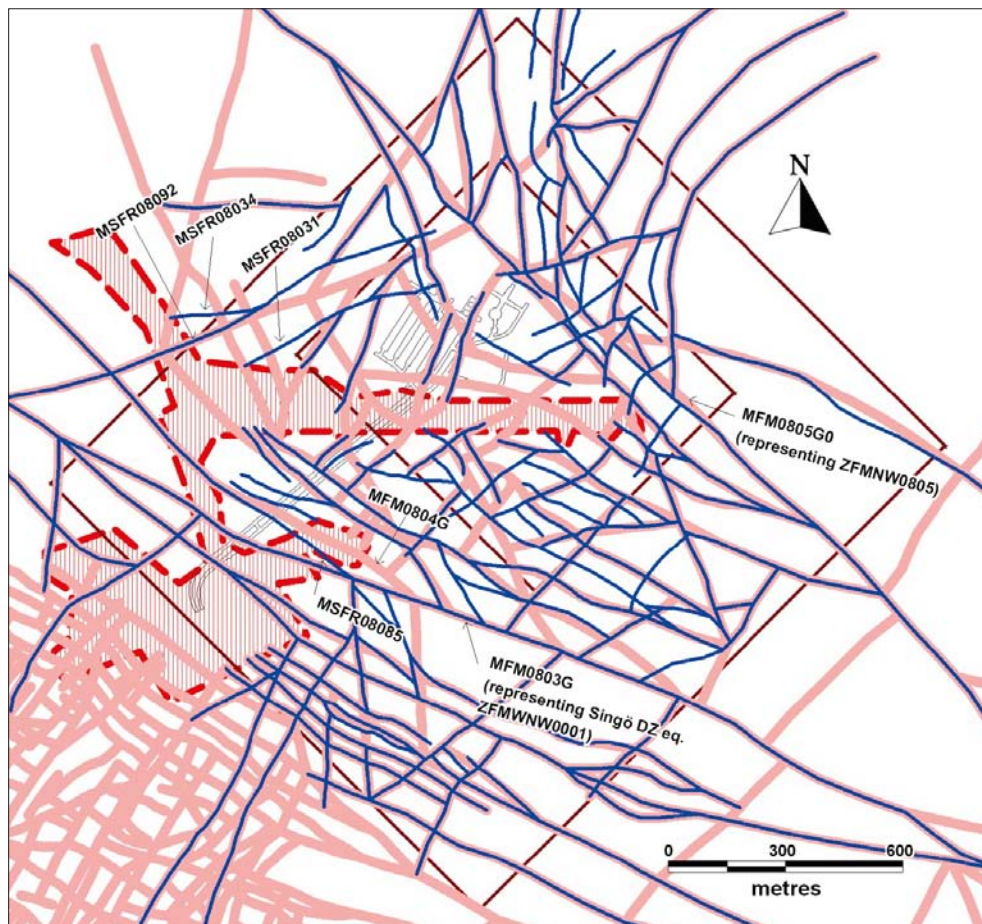 N
MSFR08092
MSFR08034
MSFR08031
MFM0805G0
(representing ZFMNW0805)
MFM0804G
MSFR08085
MFM0803G
(representing Singö DZ eq.
ZFMWNW0001)
0 300 600
metres